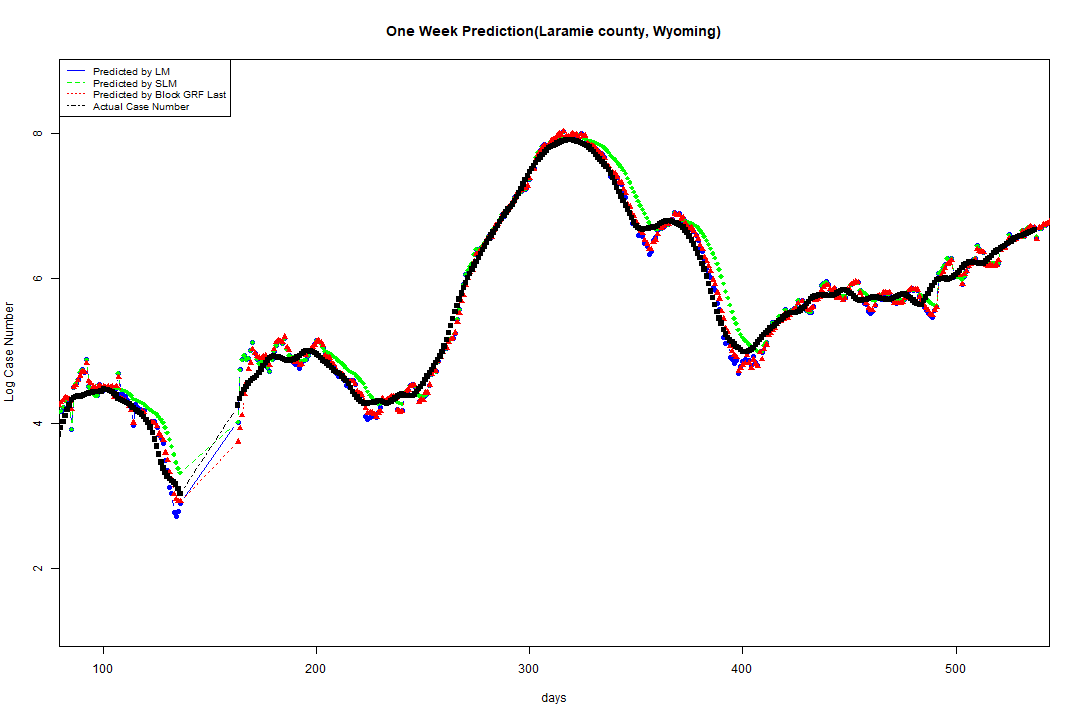 One Week Prediction(Laramie county, Wyoming)
Predicted by LM
Predicted by SLM
Predicted by Block GRF Last
Actual Case Number
8
6
4
2
Log Case Number
100 200 300 400 500
days